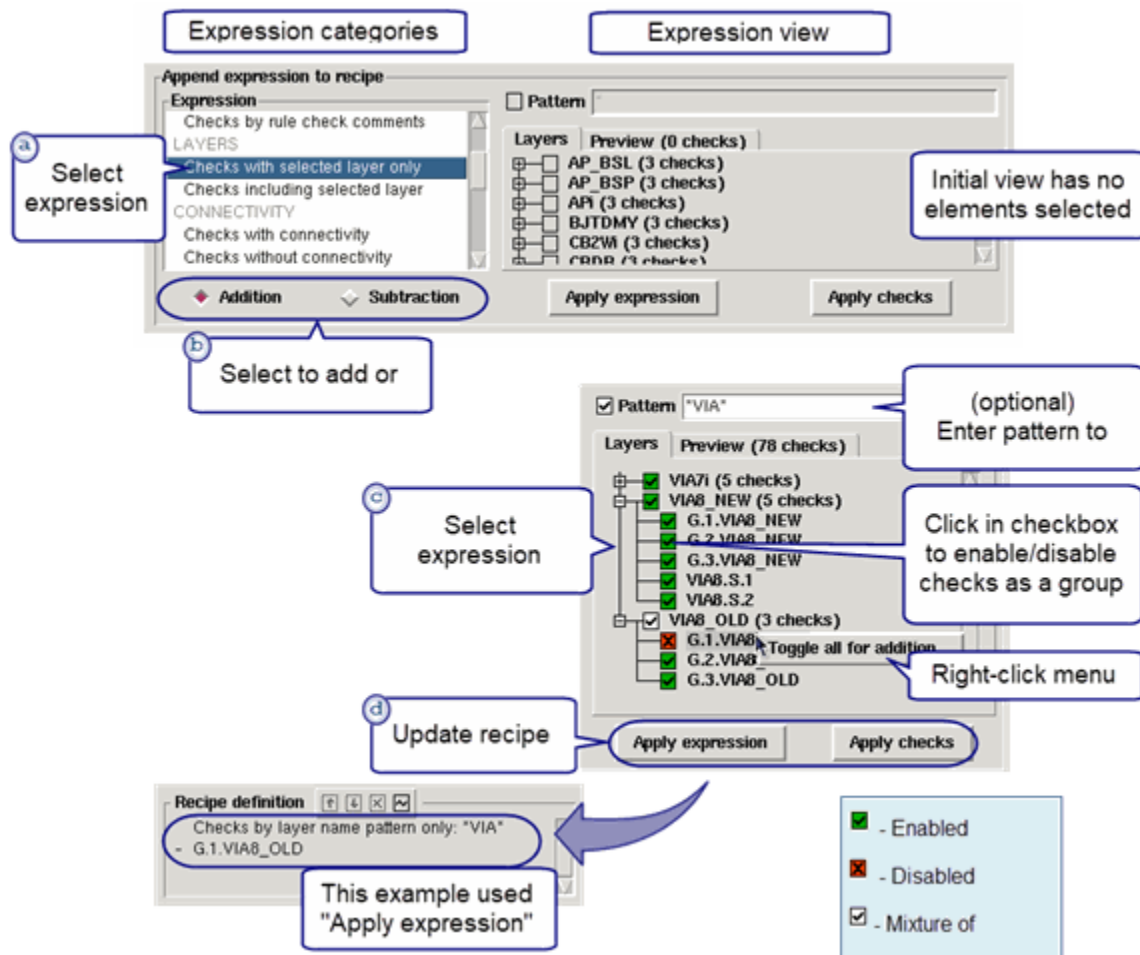 Expression categories
Expression view
Append expression to recipe
Expression
Checks by rule check comments
LAYERS
Checks with selected layer only
Checks including selected layer
CONNECTIVITY
Checks with connectivity
Checks without connectivity
Addition
Subtraction
Pattern
Layers
Preview (0 checks)
AP_BSL (3 checks)
AP_BSP (3 checks)
APi (3 checks)
BJTDMY (3 checks)
CB2Wi (3 checks)
Apply expression
Apply checks
a
Select
expression
Initial view has no
elements selected
b
Select to add or
Pattern "VIA"
Layers
Preview (78 checks)
VIA7i (5 checks)
VIA8_NEW (5 checks)
G.1.VIA8_NEW
G.2.VIA8_NEW
G.3.VIA8_NEW
VIA8.S.1
VIA8.S.2
VIA8_OLD (3 checks)
G.1.VIA8
Toggle all for addition
G.2.VIA8_
G.3.VIA8_OLD
Apply expression
Apply checks
(optional)
Enter pattern to
c
Select
expression
Click in checkbox
to enable/disable
checks as a group
Right-click menu
d
Update recipe
Recipe definition
Checks by layer name pattern only: "VIA"
- G.1.VIA8_OLD
This example used
"Apply expression"
- Enabled
- Disabled
- Mixture of